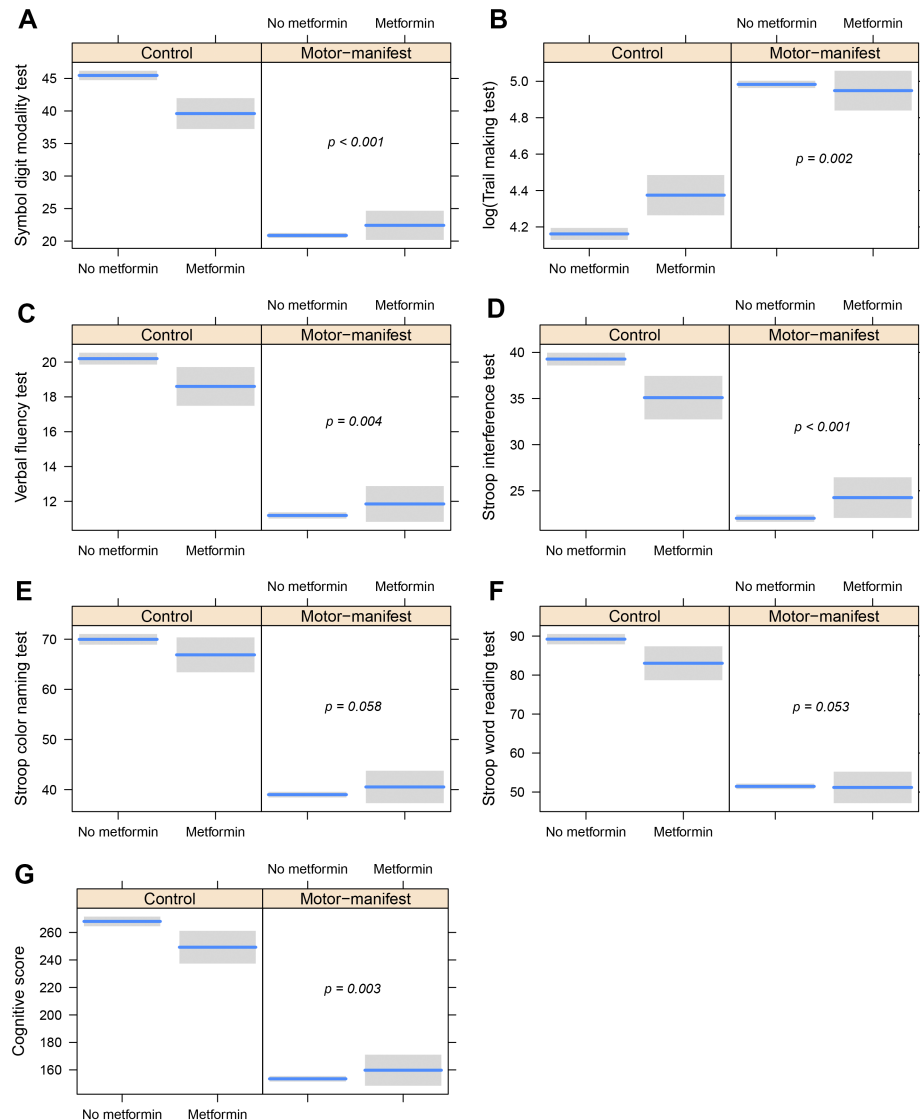 A
No metformin Metformin
Control Motor−manifest
Symbol digit modality test
45
40
35
30
25
20
p < 0.001
No metformin Metformin
B
No metformin Metformin
Control Motor−manifest
log(Trail making test)
5.0
4.8
4.6
4.4
4.2
p = 0.002
No metformin Metformin
C
No metformin Metformin
Control Motor−manifest
Verbal fluency test
20
18
16
14
12
p = 0.004
No metformin Metformin
D
No metformin Metformin
Control Motor−manifest
Stroop interference test
40
35
30
25
p < 0.001
No metformin Metformin
E
No metformin Metformin
Control Motor−manifest
Stroop color naming test
70
60
50
40
p = 0.058
No metformin Metformin
F
No metformin Metformin
Control Motor−manifest
Stroop word reading test
90
80
70
60
50
p = 0.053
No metformin Metformin
G
No metformin Metformin
Control Motor−manifest
Cognitive score
260
240
220
200
180
160
p = 0.003
No metformin Metformin